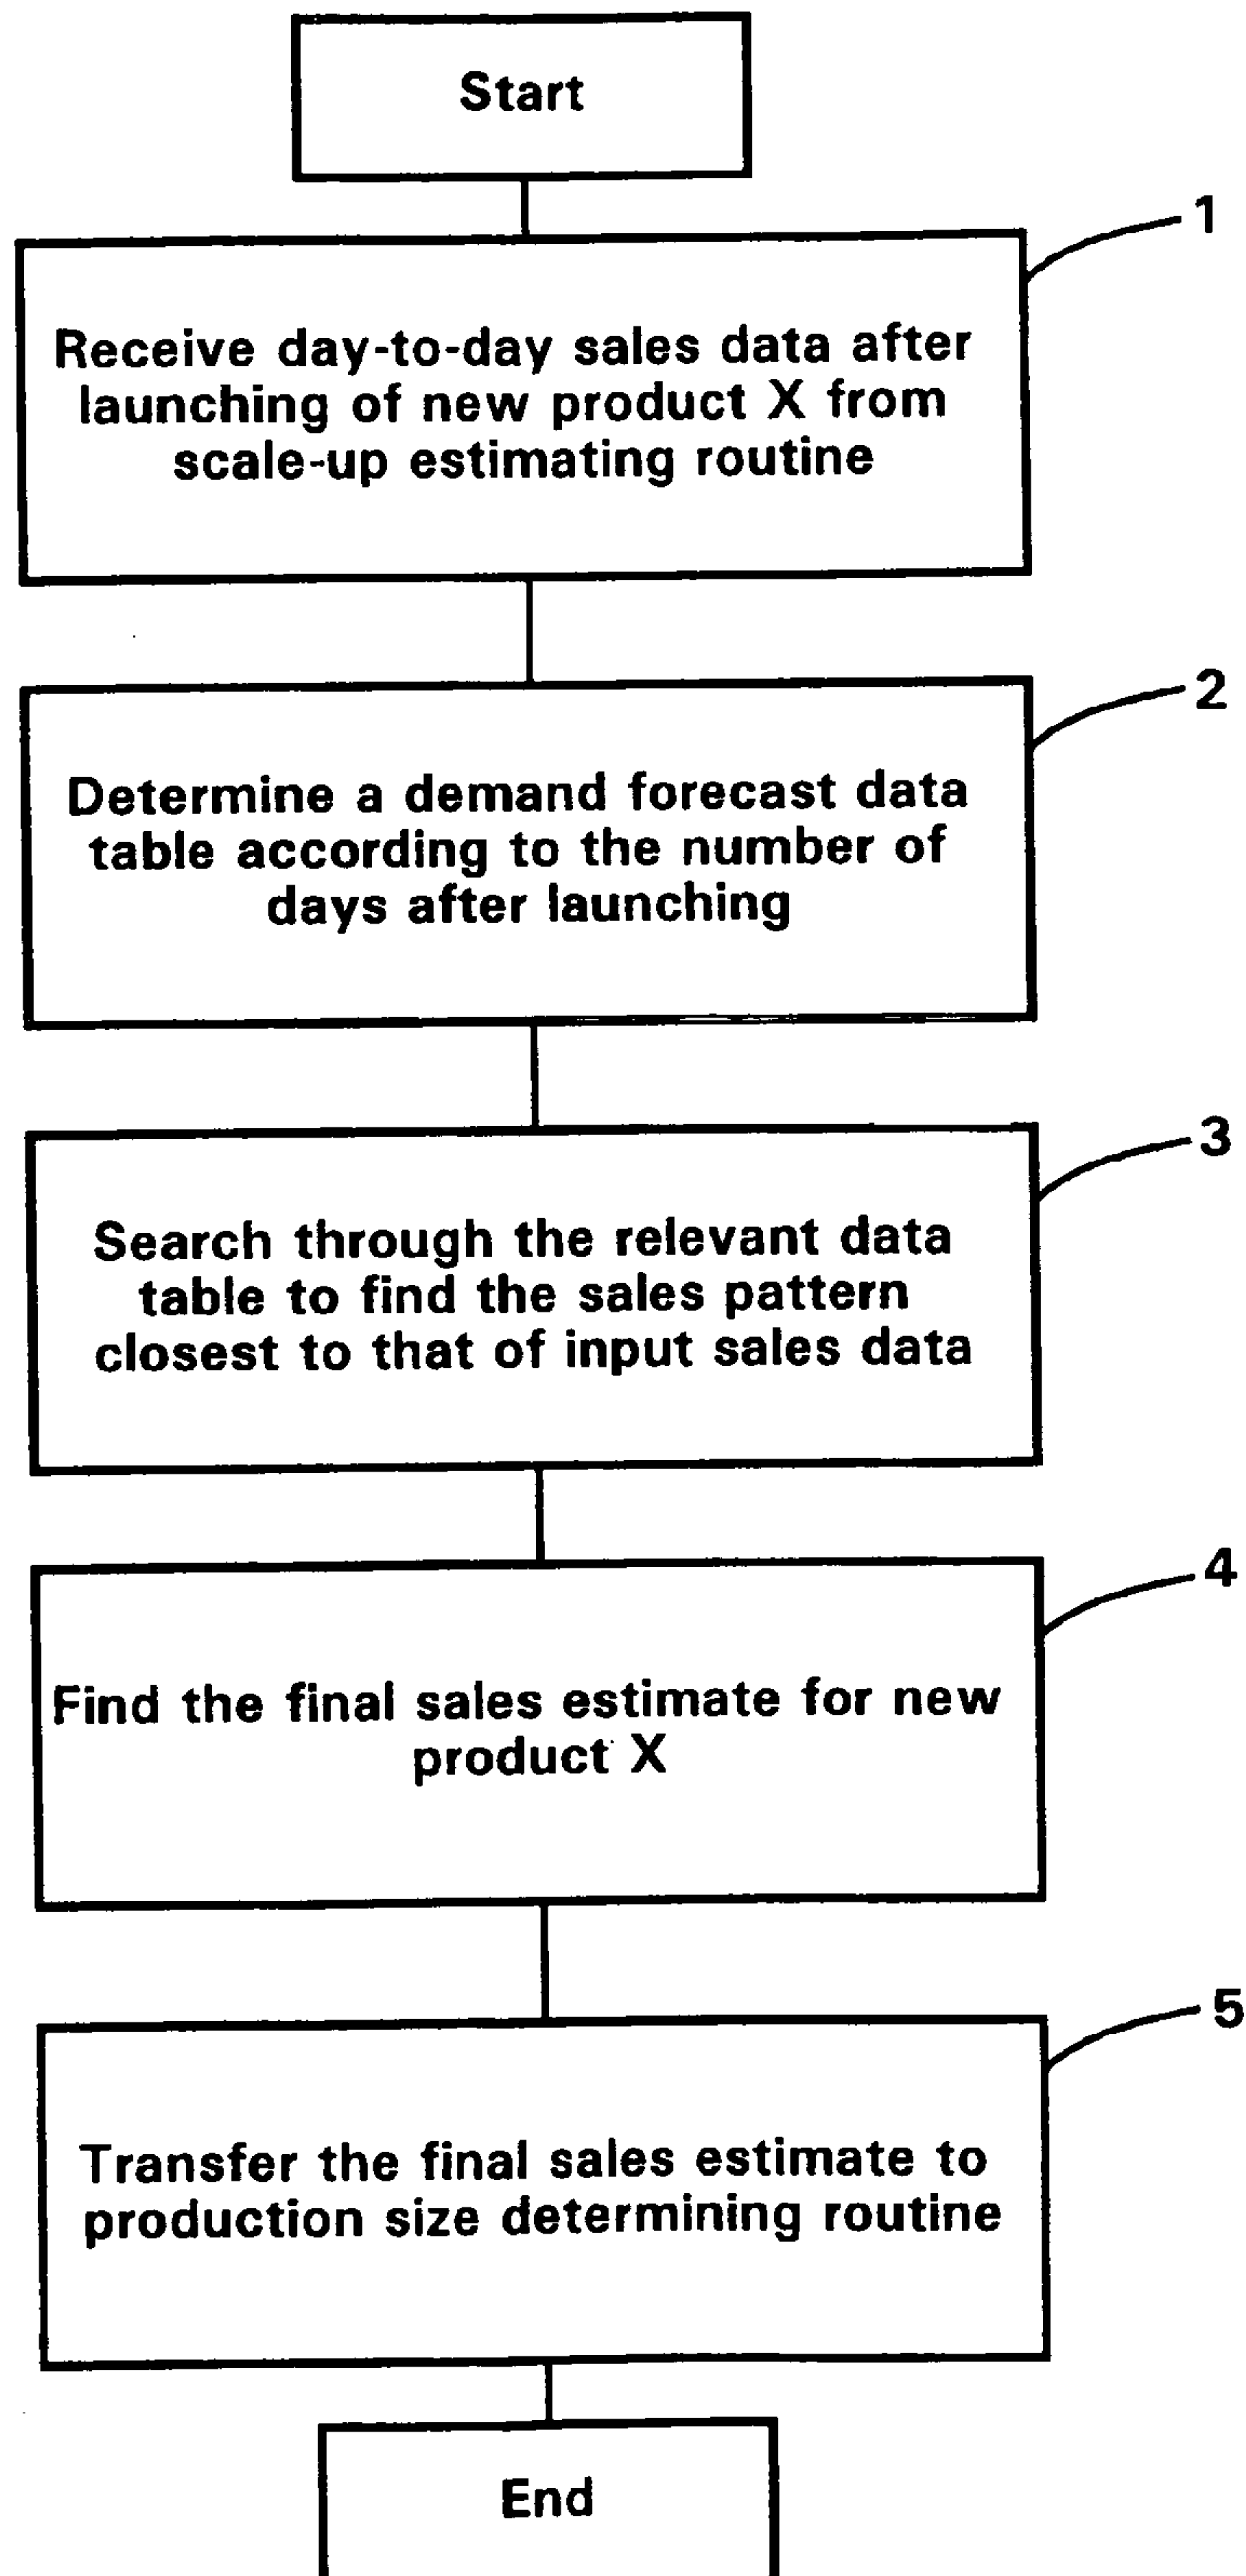 Start
1
Receive day-to-day sales data after
launching of new product X from
scale-up estimating routine
2
Determine a demand forecast data
table according to the number of
days after launching
3
Search through the relevant data
table to find the sales pattern
closest to that of input sales data
4
Find the final sales estimate for new
product X
5
Transfer the final sales estimate to
production size determining routine
End